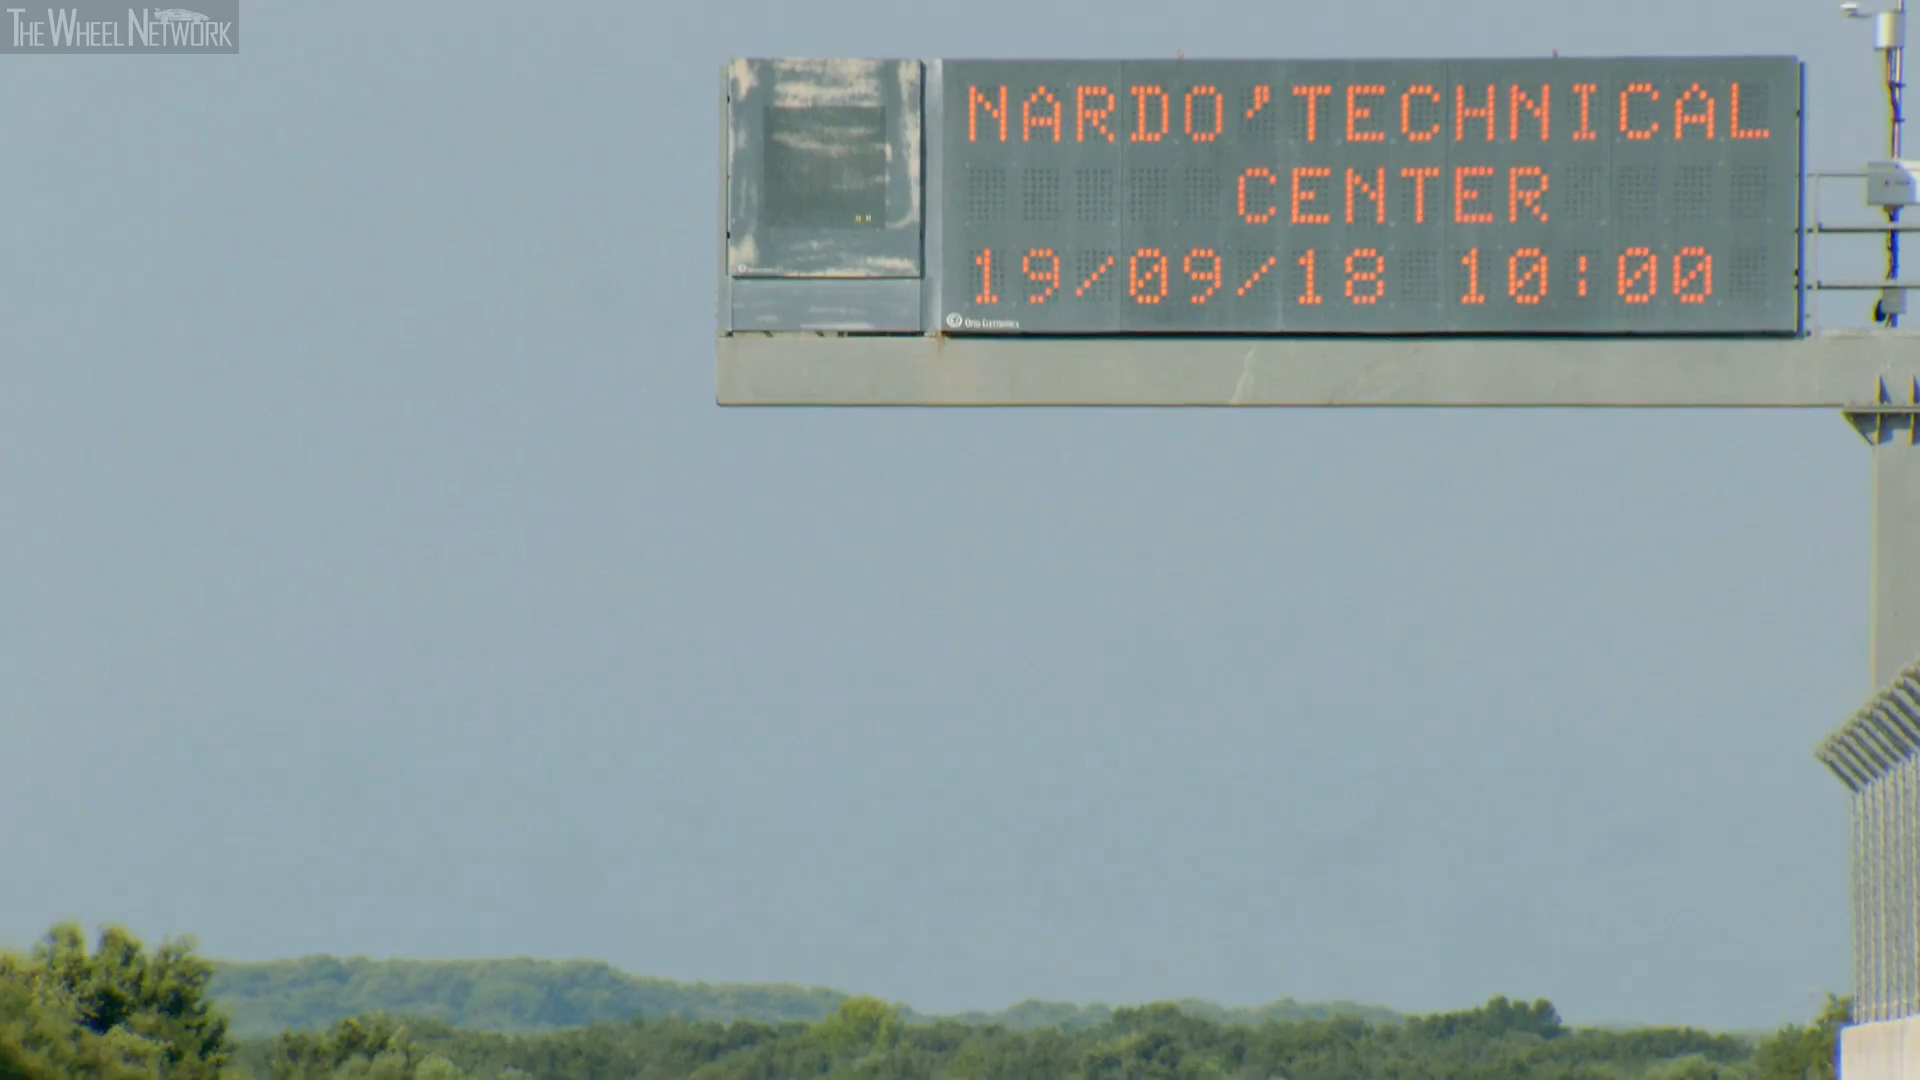 THE WHEEL NETWORK
NARDO'TECHNICAL
CENTER
19/09/18 10:00